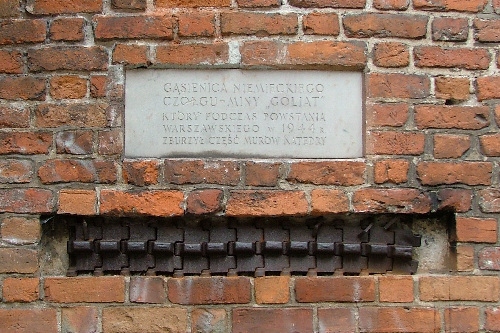 GĄSIENICA NIEMIECKIEGO
CZOŁGU-MINY „GOLIAT”
KTÓRY PODCZAS POWSTANIA
WARSZAWSKIEGO W 1944 R
ZBURZYŁ CZĘŚĆ MURÓW KATEDRY